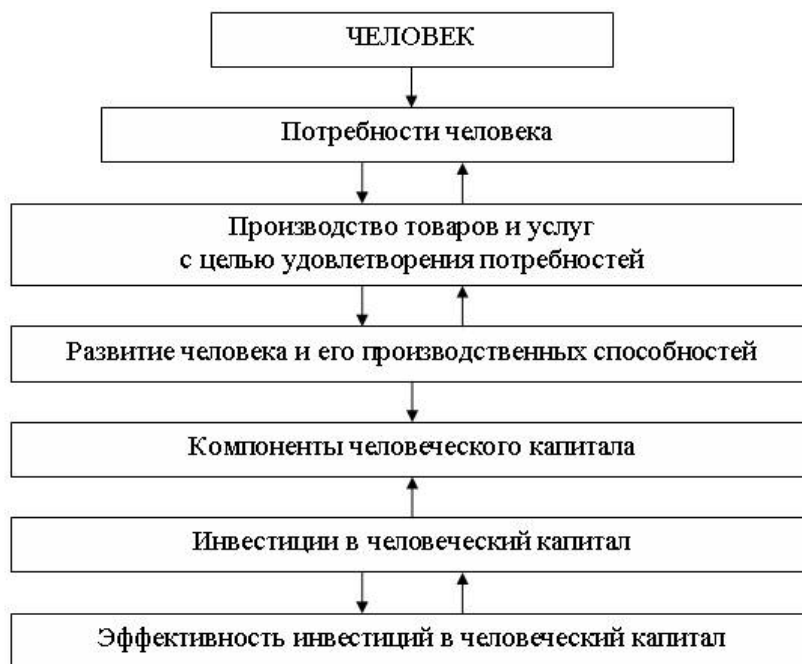 ЧЕЛОВЕК
Потребности человека
Производство товаров и услуг
с целью удовлетворения потребностей
Развитие человека и его производственных способностей
Компоненты человеческого капитала
Инвестиции в человеческий капитал
Эффективность инвестиций в человеческий капитал